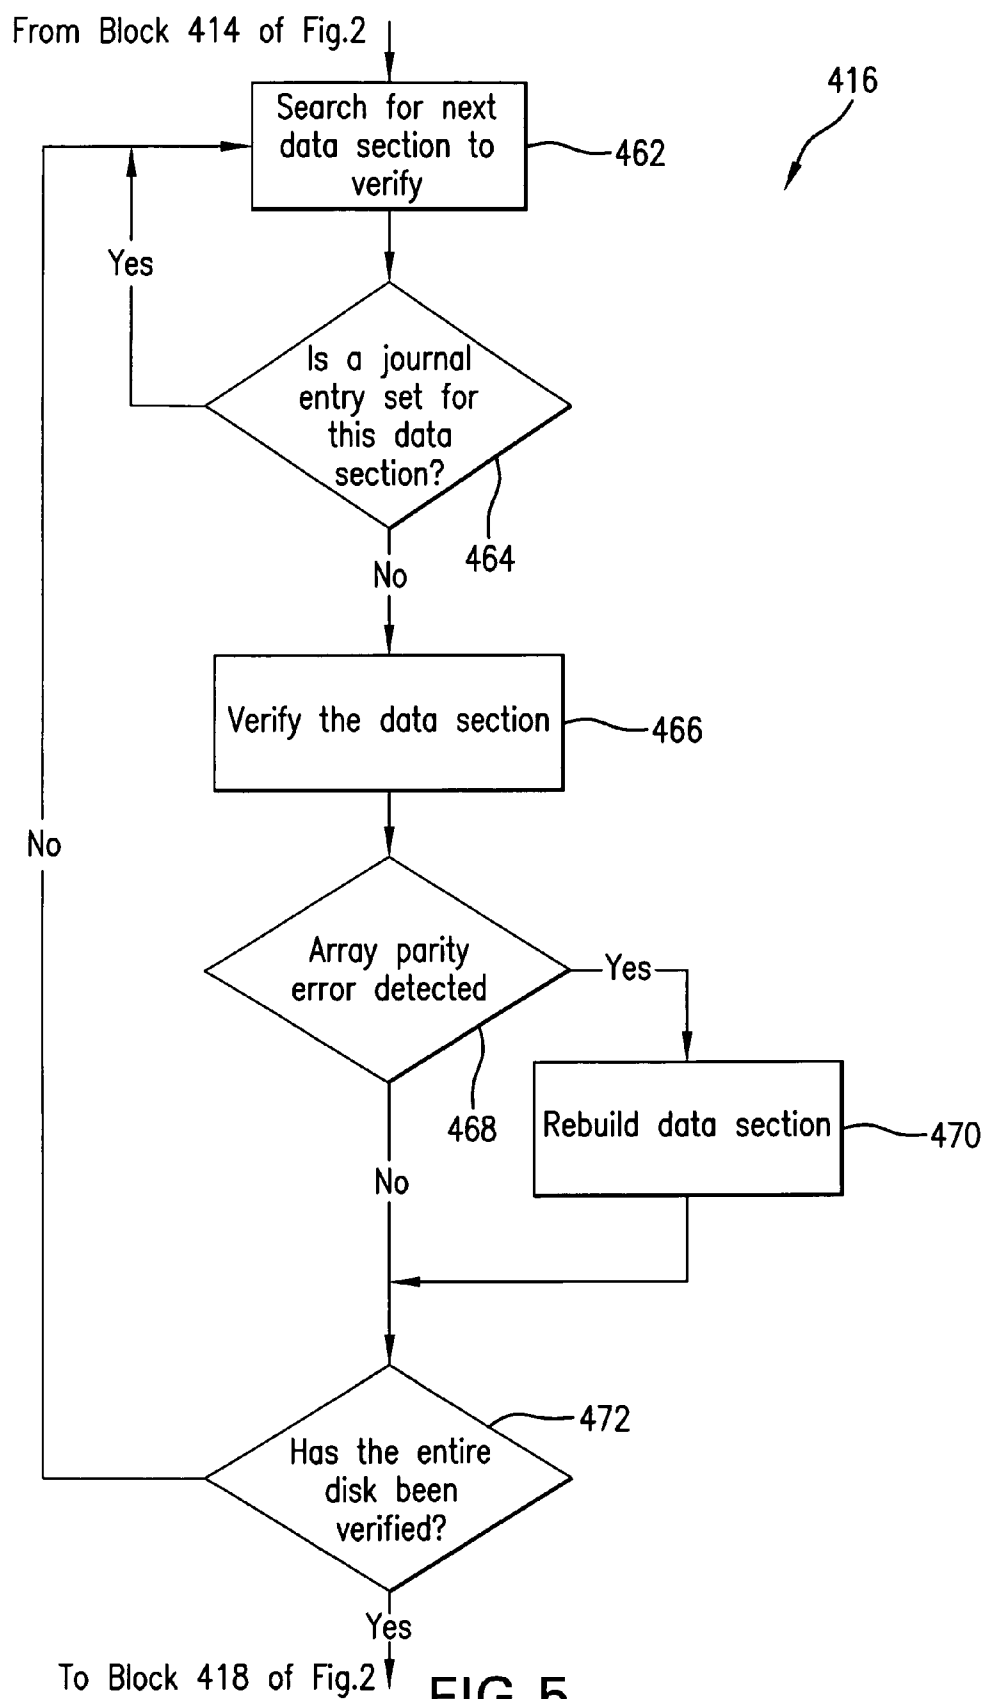 From Block 414 of Fig.2
416
Search for next
data section to
verify
462
Yes
Is a journal
entry set for
this data
section?
464
No
Verify the data section
466
No
Array parity
error detected
Yes
468
Rebuild data section
470
No
472
Has the entire
disk been
verified?
Yes
To Block 418 of Fig.2
FIG.5